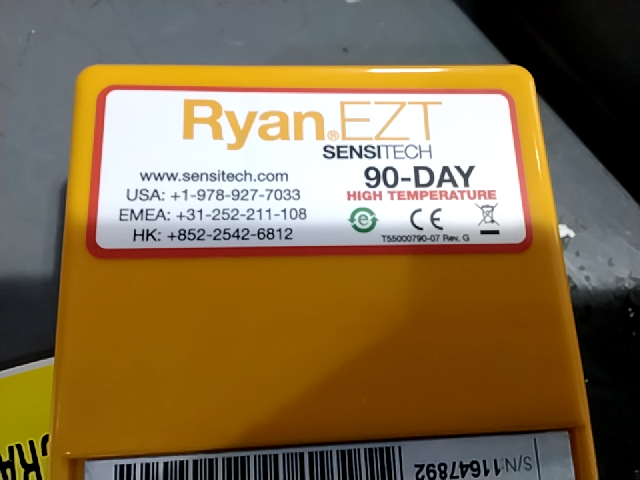 Ryan®EZT
SENSITECH
www.sensitech.com
USA: +1-978-927-7033
EMEA: +31-252-211-108
HK: +852-2542-6812
90-DAY
HIGH TEMPERATURE
e
CE
T55000790-07 Rev. G
S/N: 11647892